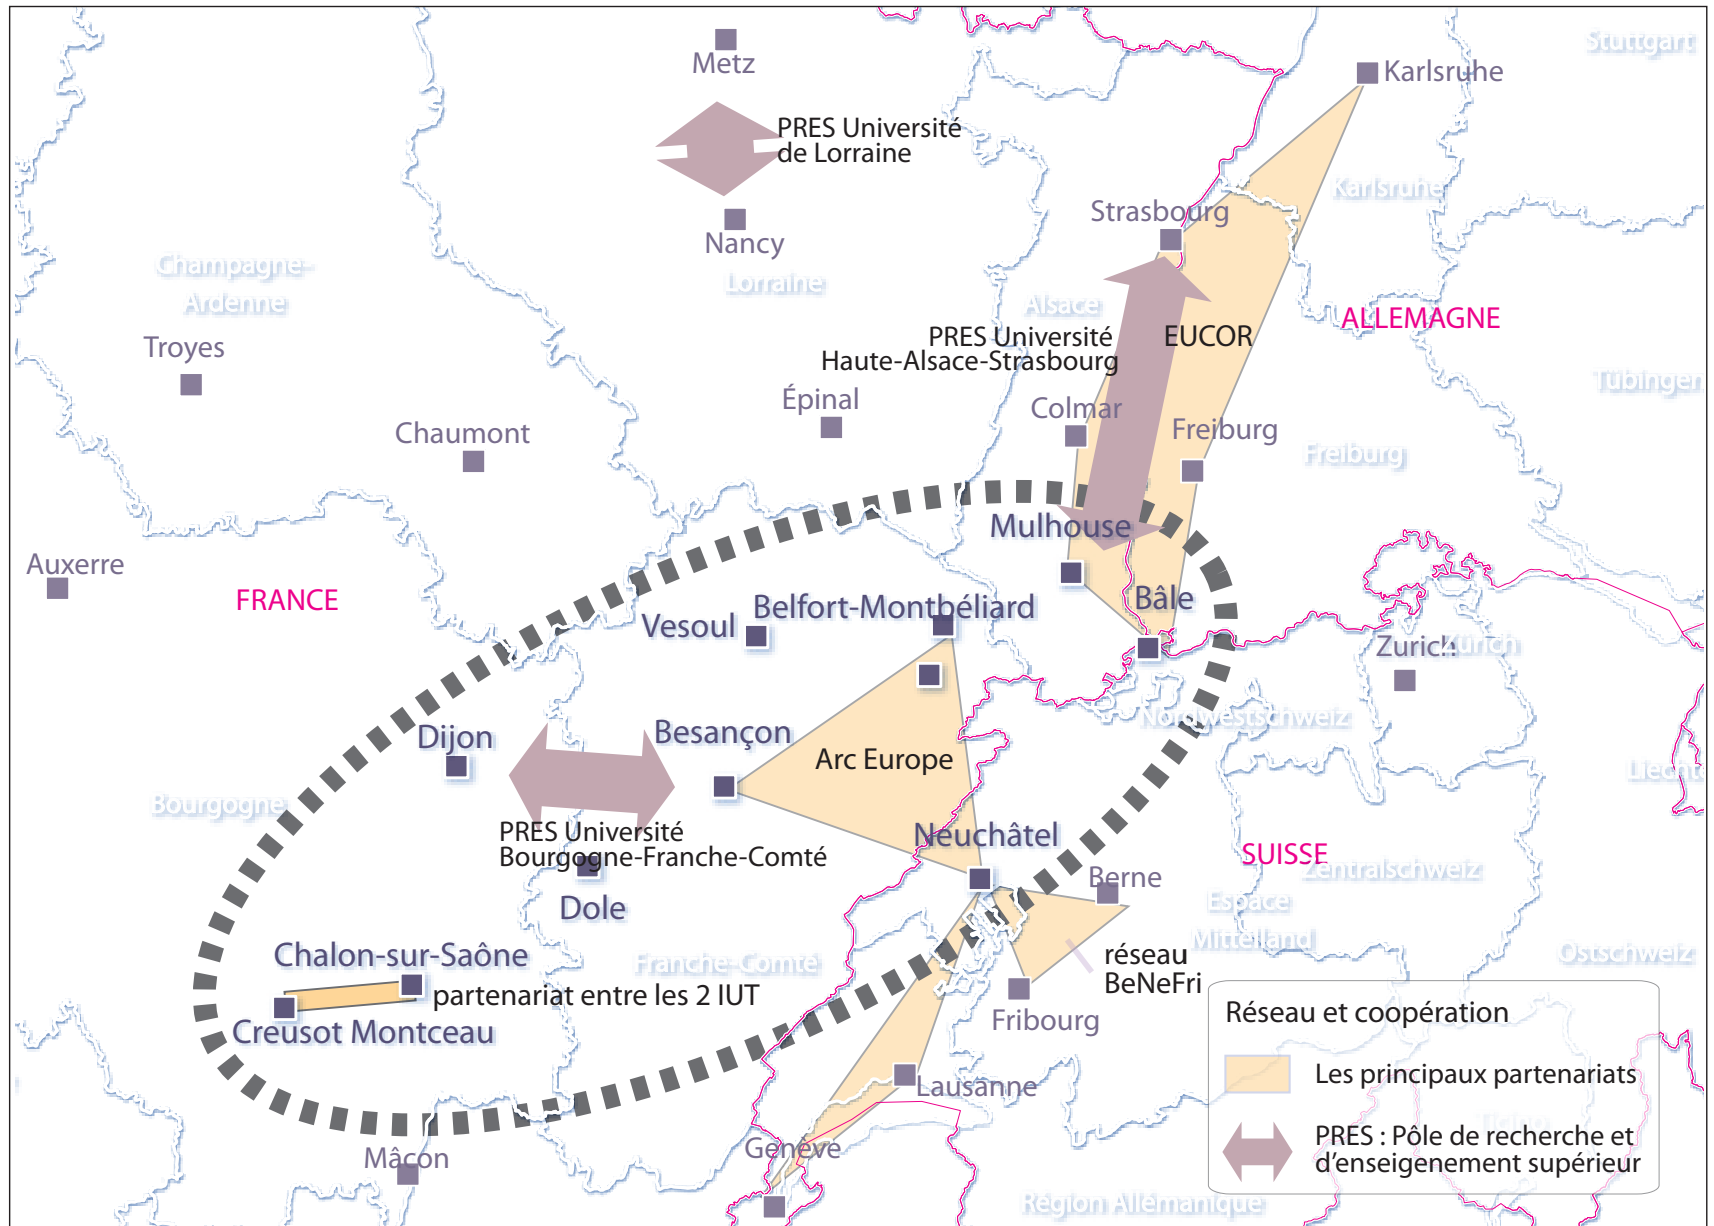 Stuttgart
Metz
Karlsruhe
PRES Université
de Lorraine
Karlsruhe
Strasbourg
Nancy
Champagne-
Ardenne
Lorraine
Alsace
ALLEMAGNE
PRES Université
Haute-Alsace-Strasbourg
EUCOR
Troyes
Tübingen
Épinal
Colmar
Chaumont
Freiburg
Freiburg
Mulhouse
Auxerre
FRANCE
Bâle
Belfort-Montbéliard
Vesoul
Zurich
Zürich
Nordwestschweiz
Dijon
Besançon
Arc Europe
Liechte
Bourgogne
PRES Université
Bourgogne-Franche-Comté
Neuchâtel
SUISSE
Zentralschweiz
Berne
Dole
Espace
Mittelland
Chalon-sur-Saône
Franche-Comté
réseau
BeNeFri
Ostschweiz
partenariat entre les 2 IUT
Creusot Montceau
Fribourg
Réseau et coopération
Les principaux partenariats
Lausanne
Ticino
PRES : Pôle de recherche et
d'enseigenement supérieur
Genève
Mâcon
Région Allémanique